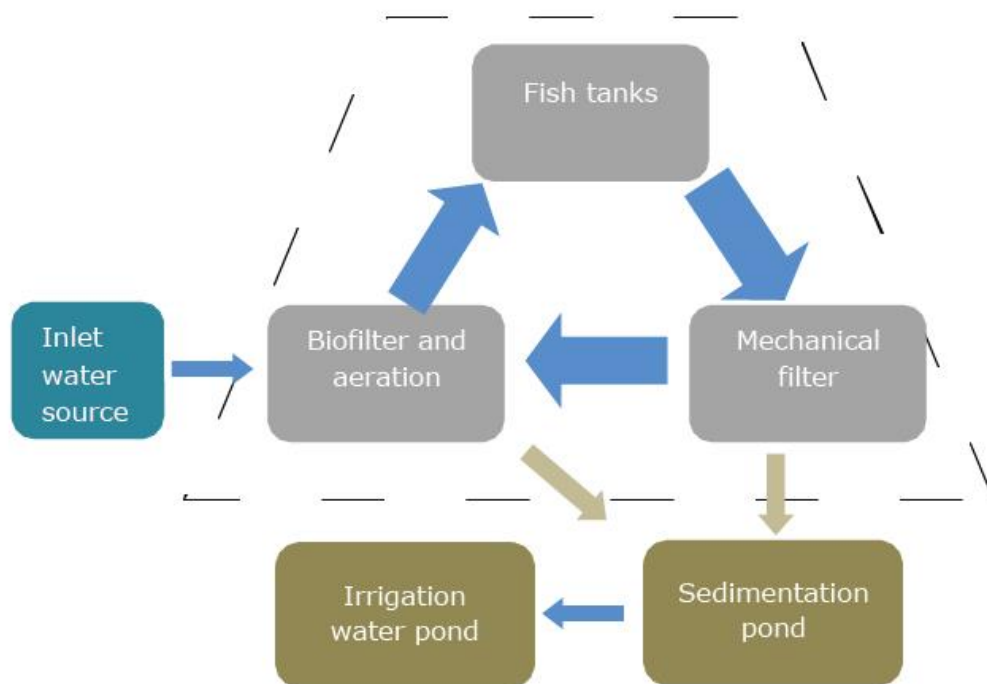 Fish tanks
Inlet
water
source
Biofilter and
aeration
Mechanical
filter
Irrigation
water pond
Sedimentation
pond